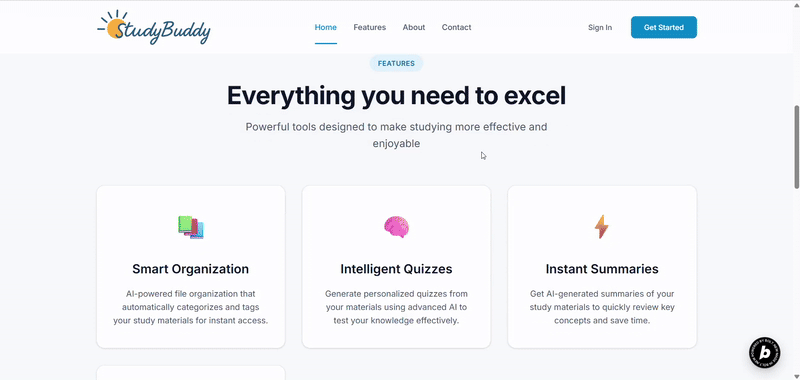 StudyBuddy
Home Features About Contact Sign In Get Started
FEATURES
Everything you need to excel
Powerful tools designed to make studying more effective and
enjoyable
Smart Organization
AI-powered file organization that
automatically categorizes and tags
your study materials for instant access.
Intelligent Quizzes
Generate personalized quizzes from
your materials using advanced AI to
test your knowledge effectively.
Instant Summaries
Get AI-generated summaries of your
study materials to quickly review key
concepts and save time.
b